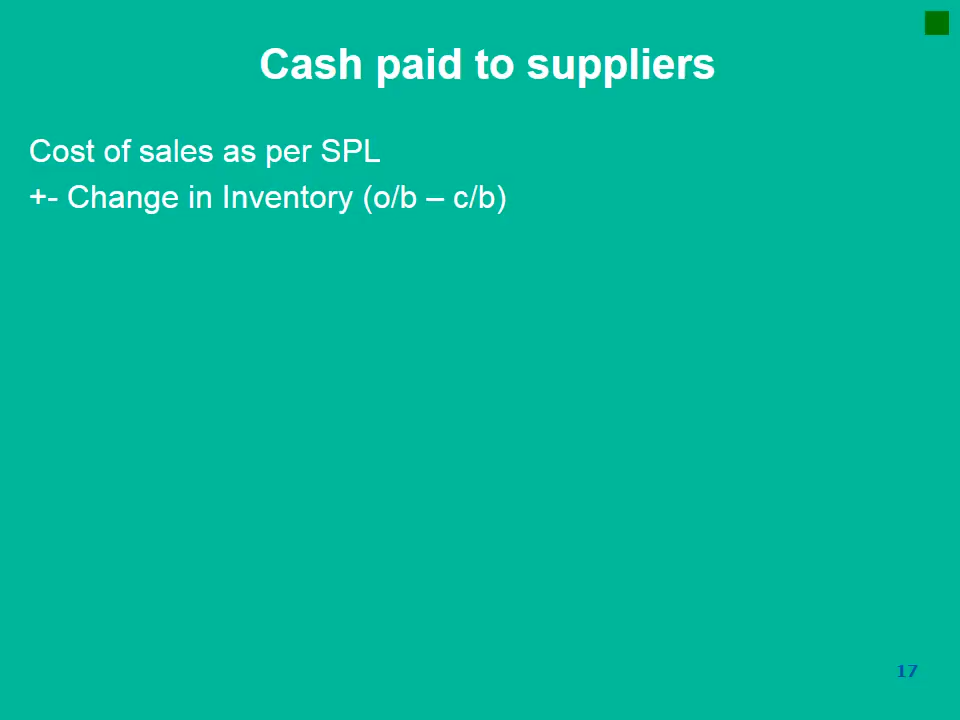 Cash paid to suppliers
Cost of sales as per SPL
+- Change in Inventory (o/b – c/b)
17